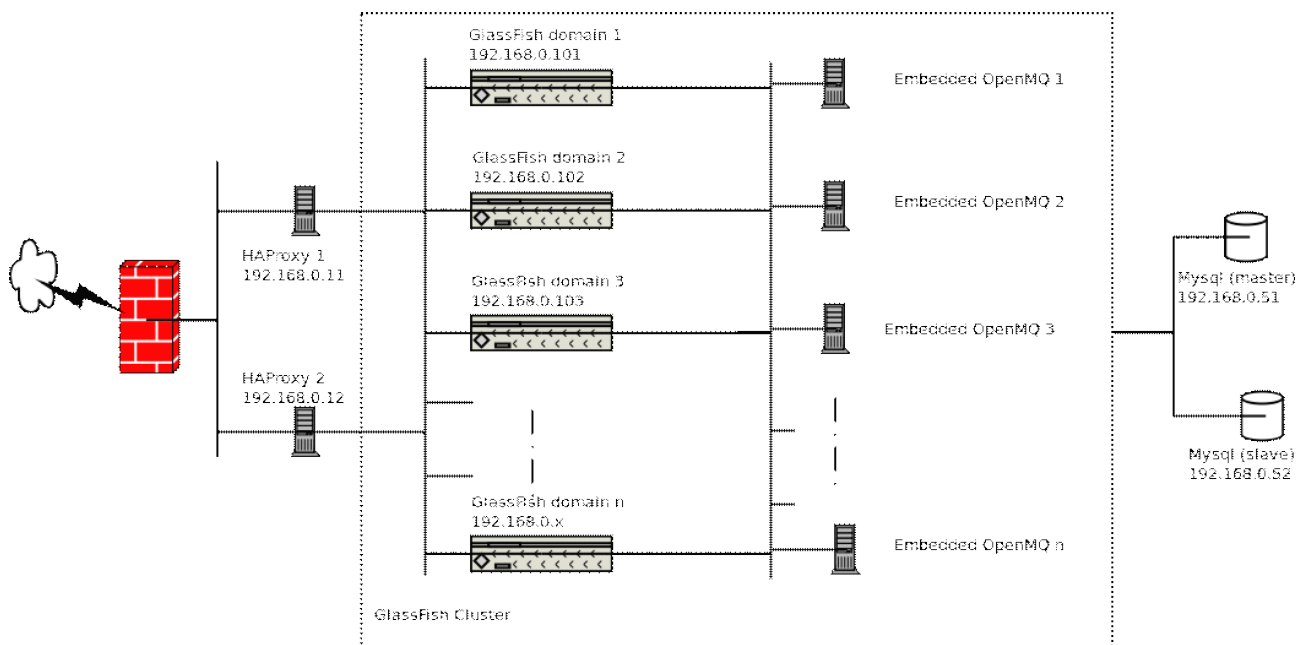 GlassFish domain 1
192.168.0.101
Embedded OpenMQ 1
GlassFish domain 2
192.168.0.102
Embedded OpenMQ 2
HAProxy 1
192.168.0.11
GlassFish domain 3
192.168.0.103
Embedded OpenMQ 3
Mysql (master)
192.168.0.51
HAProxy 2
192.168.0.12
Mysql (slave)
192.168.0.52
GlassFish domain n
192.168.0.x
Embedded OpenMQ n
GlassFish Cluster